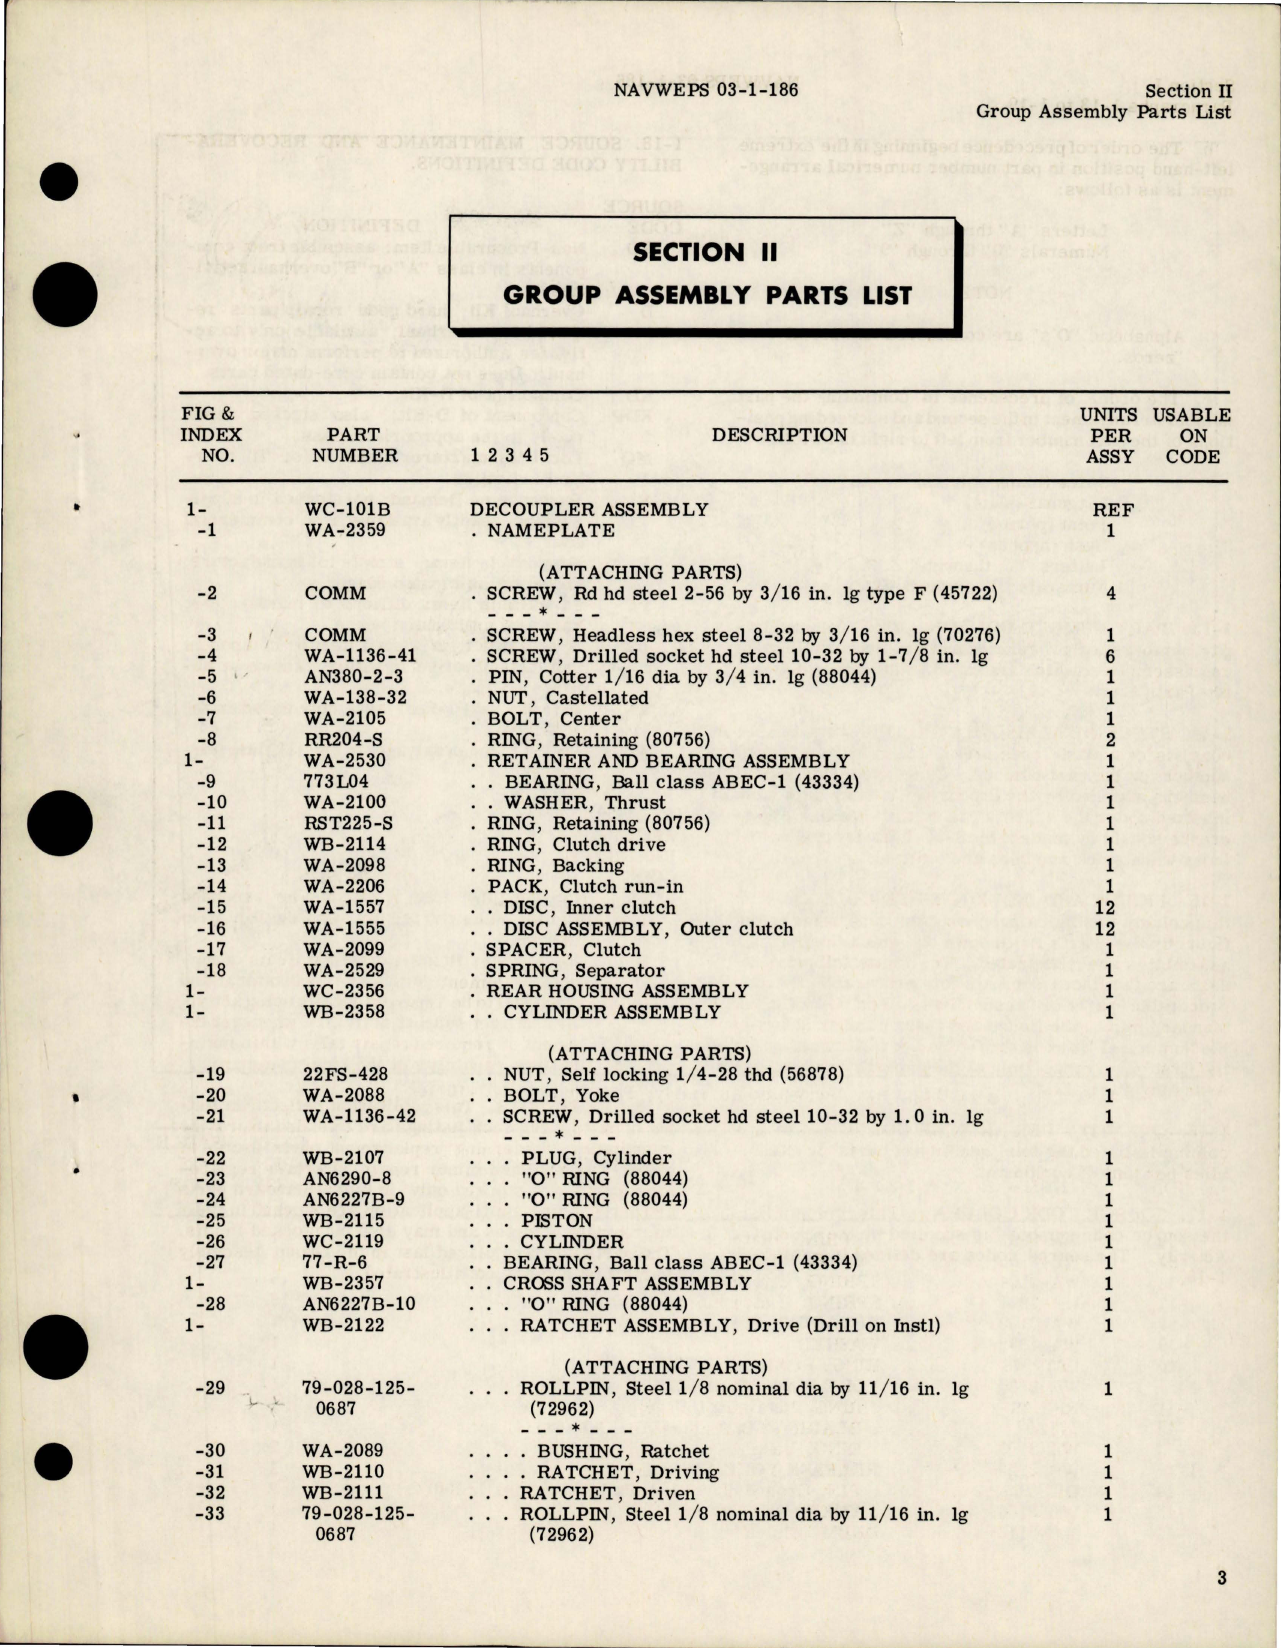 NAVWEPS 03-1-186
Section II
Group Assembly Parts List
SECTION II
GROUP ASSEMBLY PARTS LIST
FIG & INDEX NO. PART NUMBER 1 2 3 4 5 DESCRIPTION UNITS PER ASSY USABLE ON CODE
1- WC-101B DECOUPLER ASSEMBLY REF
-1 WA-2359 . NAMEPLATE 1
(ATTACHING PARTS)
-2 COMM . SCREW, Rd hd steel 2-56 by 3/16 in. lg type F (45722) 4
- - - * - - -
-3 COMM . SCREW, Headless hex steel 8-32 by 3/16 in. lg (70276) 1
-4 WA-1136-41 . SCREW, Drilled socket hd steel 10-32 by 1-7/8 in. lg 6
-5 AN380-2-3 . PIN, Cotter 1/16 dia by 3/4 in. lg (88044) 1
-6 WA-138-32 . NUT, Castellated 1
-7 WA-2105 . BOLT, Center 1
-8 RR204-S . RING, Retaining (80756) 2
1- WA-2530 . RETAINER AND BEARING ASSEMBLY 1
-9 773L04 . . BEARING, Ball class ABEC-1 (43334) 1
-10 WA-2100 . . WASHER, Thrust 1
-11 RST225-S . RING, Retaining (80756) 1
-12 WB-2114 . RING, Clutch drive 1
-13 WA-2098 . RING, Backing 1
-14 WA-2206 . PACK, Clutch run-in 1
-15 WA-1557 . . DISC, Inner clutch 12
-16 WA-1555 . . DISC ASSEMBLY, Outer clutch 12
-17 WA-2099 . SPACER, Clutch 1
-18 WA-2529 . SPRING, Separator 1
1- WC-2356 . REAR HOUSING ASSEMBLY 1
1- WB-2358 . . CYLINDER ASSEMBLY 1
(ATTACHING PARTS)
-19 22FS-428 . . NUT, Self locking 1/4-28 thd (56878) 1
-20 WA-2088 . . BOLT, Yoke 1
-21 WA-1136-42 . . SCREW, Drilled socket hd steel 10-32 by 1.0 in. lg 1
- - - * - - -
-22 WB-2107 . . . PLUG, Cylinder 1
-23 AN6290-8 . . . "O" RING (88044) 1
-24 AN6227B-9 . . . "O" RING (88044) 1
-25 WB-2115 . . . PISTON 1
-26 WC-2119 . . . CYLINDER 1
-27 77-R-6 . . BEARING, Ball class ABEC-1 (43334) 1
1- WB-2357 . . CROSS SHAFT ASSEMBLY 1
-28 AN6227B-10 . . . "O" RING (88044) 1
1- WB-2122 . . . RATCHET ASSEMBLY, Drive (Drill on Instl) 1
(ATTACHING PARTS)
-29 79-028-125- . . . ROLLPIN, Steel 1/8 nominal dia by 11/16 in. lg 1
0687 (72962)
- - - * - - -
-30 WA-2089 . . . . BUSHING, Ratchet 1
-31 WB-2110 . . . . RATCHET, Driving 1
-32 WB-2111 . . . RATCHET, Driven 1
-33 79-028-125- . . . ROLLPIN, Steel 1/8 nominal dia by 11/16 in. lg 1
0687 (72962)
3